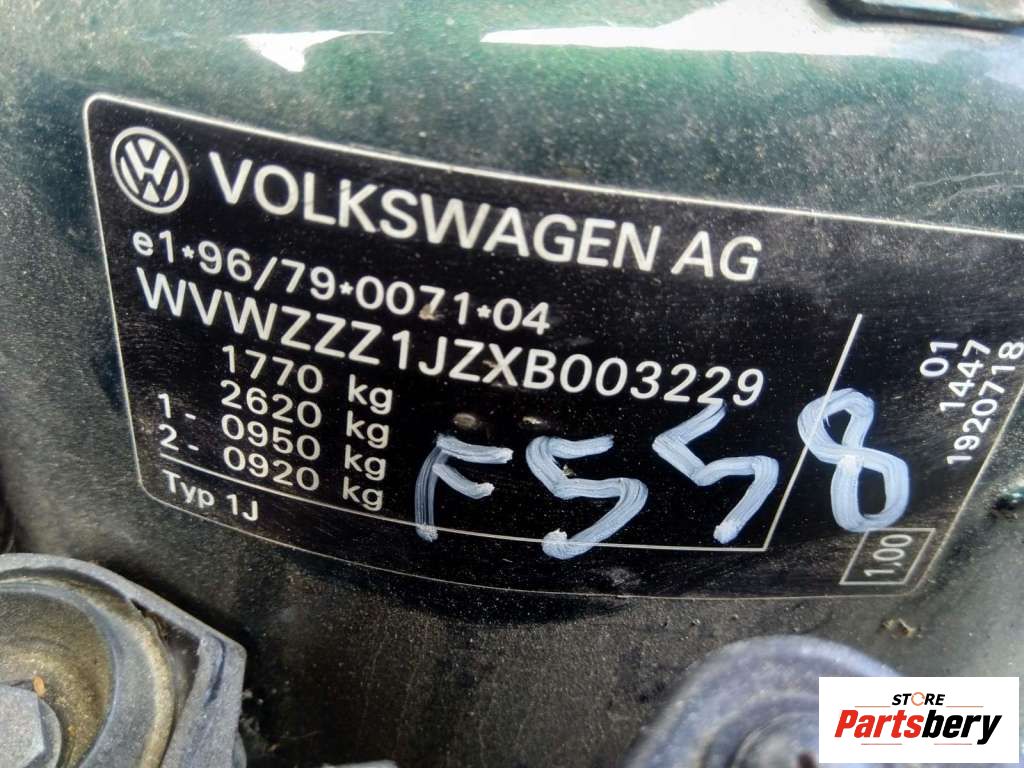 VOLKSWAGEN AG
e1*96/79*0071*04
WVWZZZ1JZXB003229
1770 kg
2620 kg
1 - 0950 kg
2 - 0920 kg
Typ 1J
F558
01
1447
1920718
1.00
STORE
Partsbery